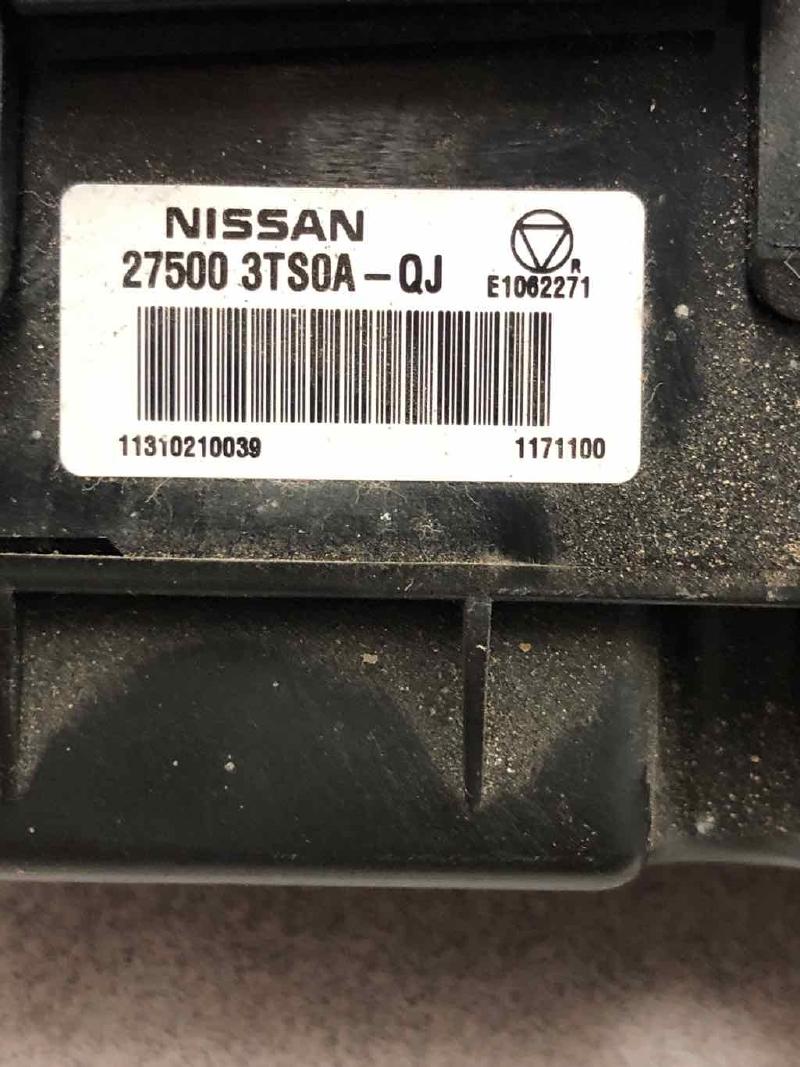 NISSAN
27500 3TS0A-QJ
R
E1062271
11310210039
1171100